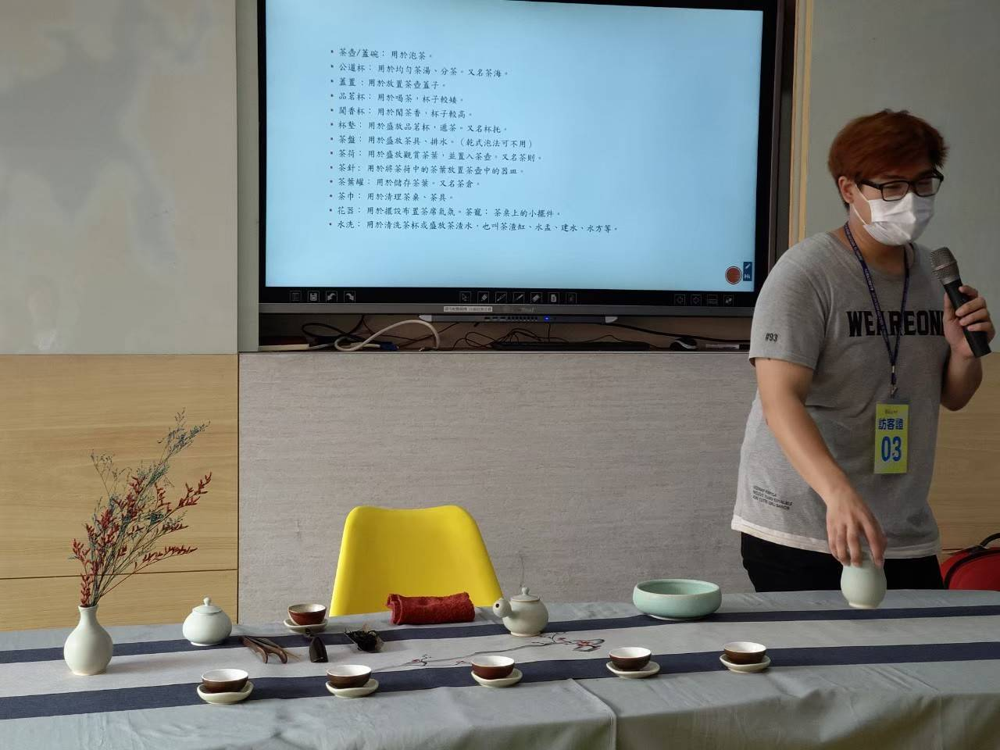 • 茶壺/蓋碗： 用於泡茶。
• 公道杯： 用於均勻茶湯、分茶。又名茶海。
• 蓋置： 用於放置茶壺蓋子。
• 品茗杯： 用於喝茶，杯子較矮。
• 聞香杯： 用於聞茶香，杯子較高。
• 杯墊： 用於盛放品茗杯，遞茶。又名杯托。
• 茶盤： 用於盛放茶具、排水。（乾式泡法可不用）
• 茶荷： 用於盛放觀賞茶葉，並置入茶壺。又名茶則。
• 茶針： 用於將茶荷中的茶葉放置茶壺中的器皿。
• 茶葉罐： 用於儲存茶葉。又名茶倉。
• 茶巾： 用於清理茶桌、茶具。
• 花器： 用於擺設布置茶席氣氛。茶寵： 茶桌上的小擺件。
• 水洗： 用於清洗茶杯或盛放茶渣水，也叫茶渣缸、水盂、建水、水方等。
#93
WEAREON
訪客證
03